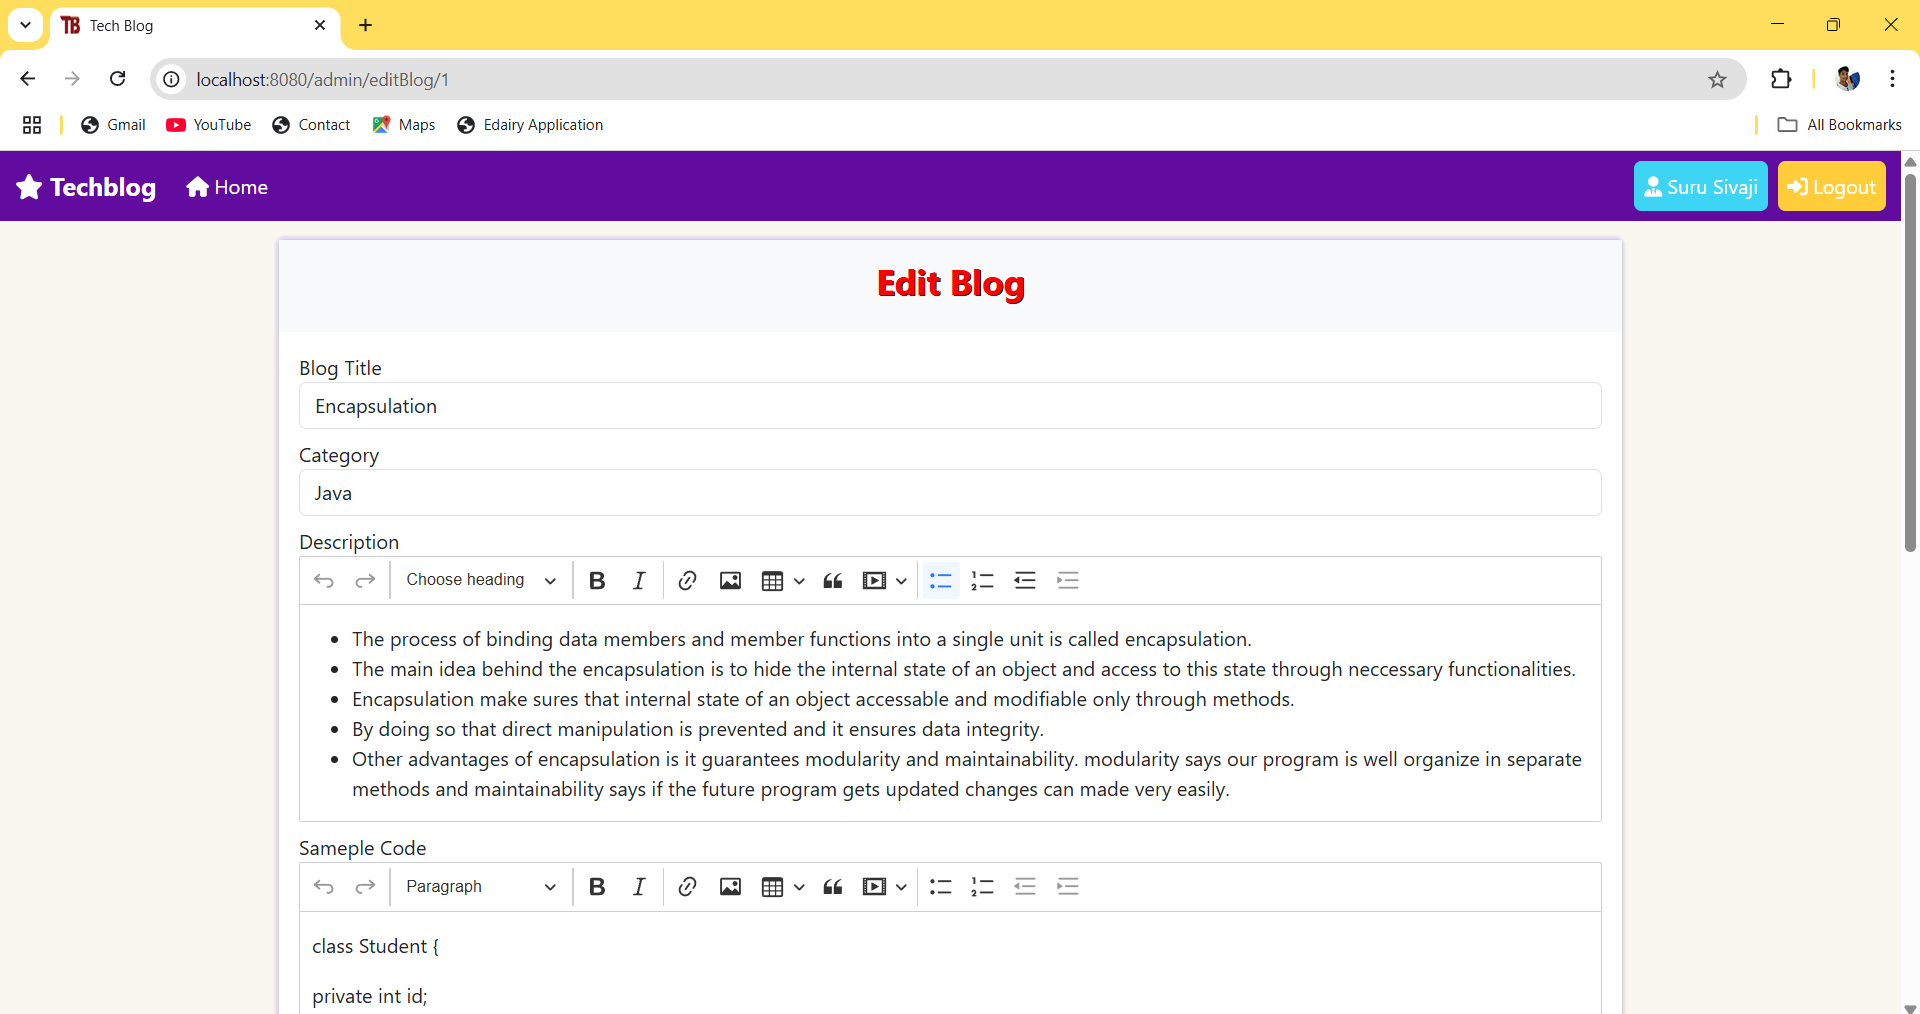 TB Tech Blog
localhost:8080/admin/editBlog/1
Gmail YouTube Contact Maps Edairy Application All Bookmarks
Techblog Home Suru Sivaji Logout
Edit Blog
Blog Title
Encapsulation
Category
Java
Description
Choose heading B I
The process of binding data members and member functions into a single unit is called encapsulation.
The main idea behind the encapsulation is to hide the internal state of an object and access to this state through neccessary functionalities.
Encapsulation make sures that internal state of an object accessable and modifiable only through methods.
By doing so that direct manipulation is prevented and it ensures data integrity.
Other advantages of encapsulation is it guarantees modularity and maintainability. modularity says our program is well organize in separate
methods and maintainability says if the future program gets updated changes can made very easily.
Sameple Code
Paragraph B I
class Student {
private int id;